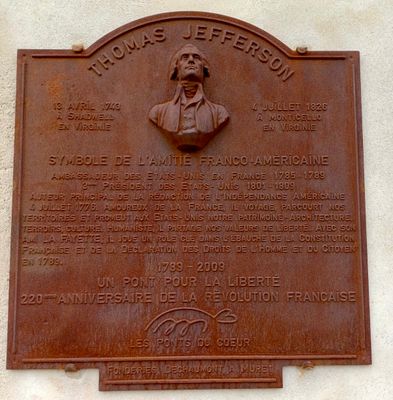 THOMAS JEFFERSON
13 AVRIL 1743
À SHADWELL
EN VIRGINIE
4 JUILLET 1826
À MONTICELLO
EN VIRGINIE
SYMBOLE DE L'AMITIÉ FRANCO-AMÉRICAINE
AMBASSADEUR DES ÉTATS-UNIS EN FRANCE 1785-1789
3ÈME PRÉSIDENT DES ÉTATS-UNIS 1801-1809
AUTEUR PRINCIPAL DE LA RÉDACTION DE L'INDÉPENDANCE AMÉRICAINE
4 JUILLET 1776. AMOUREUX DE LA FRANCE, IL VOYAGE, PARCOURT NOS
TERRITOIRES ET PROMEUT AUX ÉTATS-UNIS NOTRE PATRIMOINE-ARCHITECTURE
TERROIRS, CULTURE. HUMANISTE, IL PARTAGE NOS VALEURS DE LIBERTÉ. AVEC SON
AMI LA FAYETTE, IL JOUE UN RÔLE CLÉ DANS L'ÉBAUCHE DE LA CONSTITUTION
FRANÇAISE ET DE LA DÉCLARATION DES DROITS DE L'HOMME ET DU CITOYEN
EN 1789.
1789-2009
UN PONT POUR LA LIBERTÉ
220ÈME ANNIVERSAIRE DE LA RÉVOLUTION FRANÇAISE
LES PONTS DU COEUR
FONDERIES DECHAUMONT À MURET